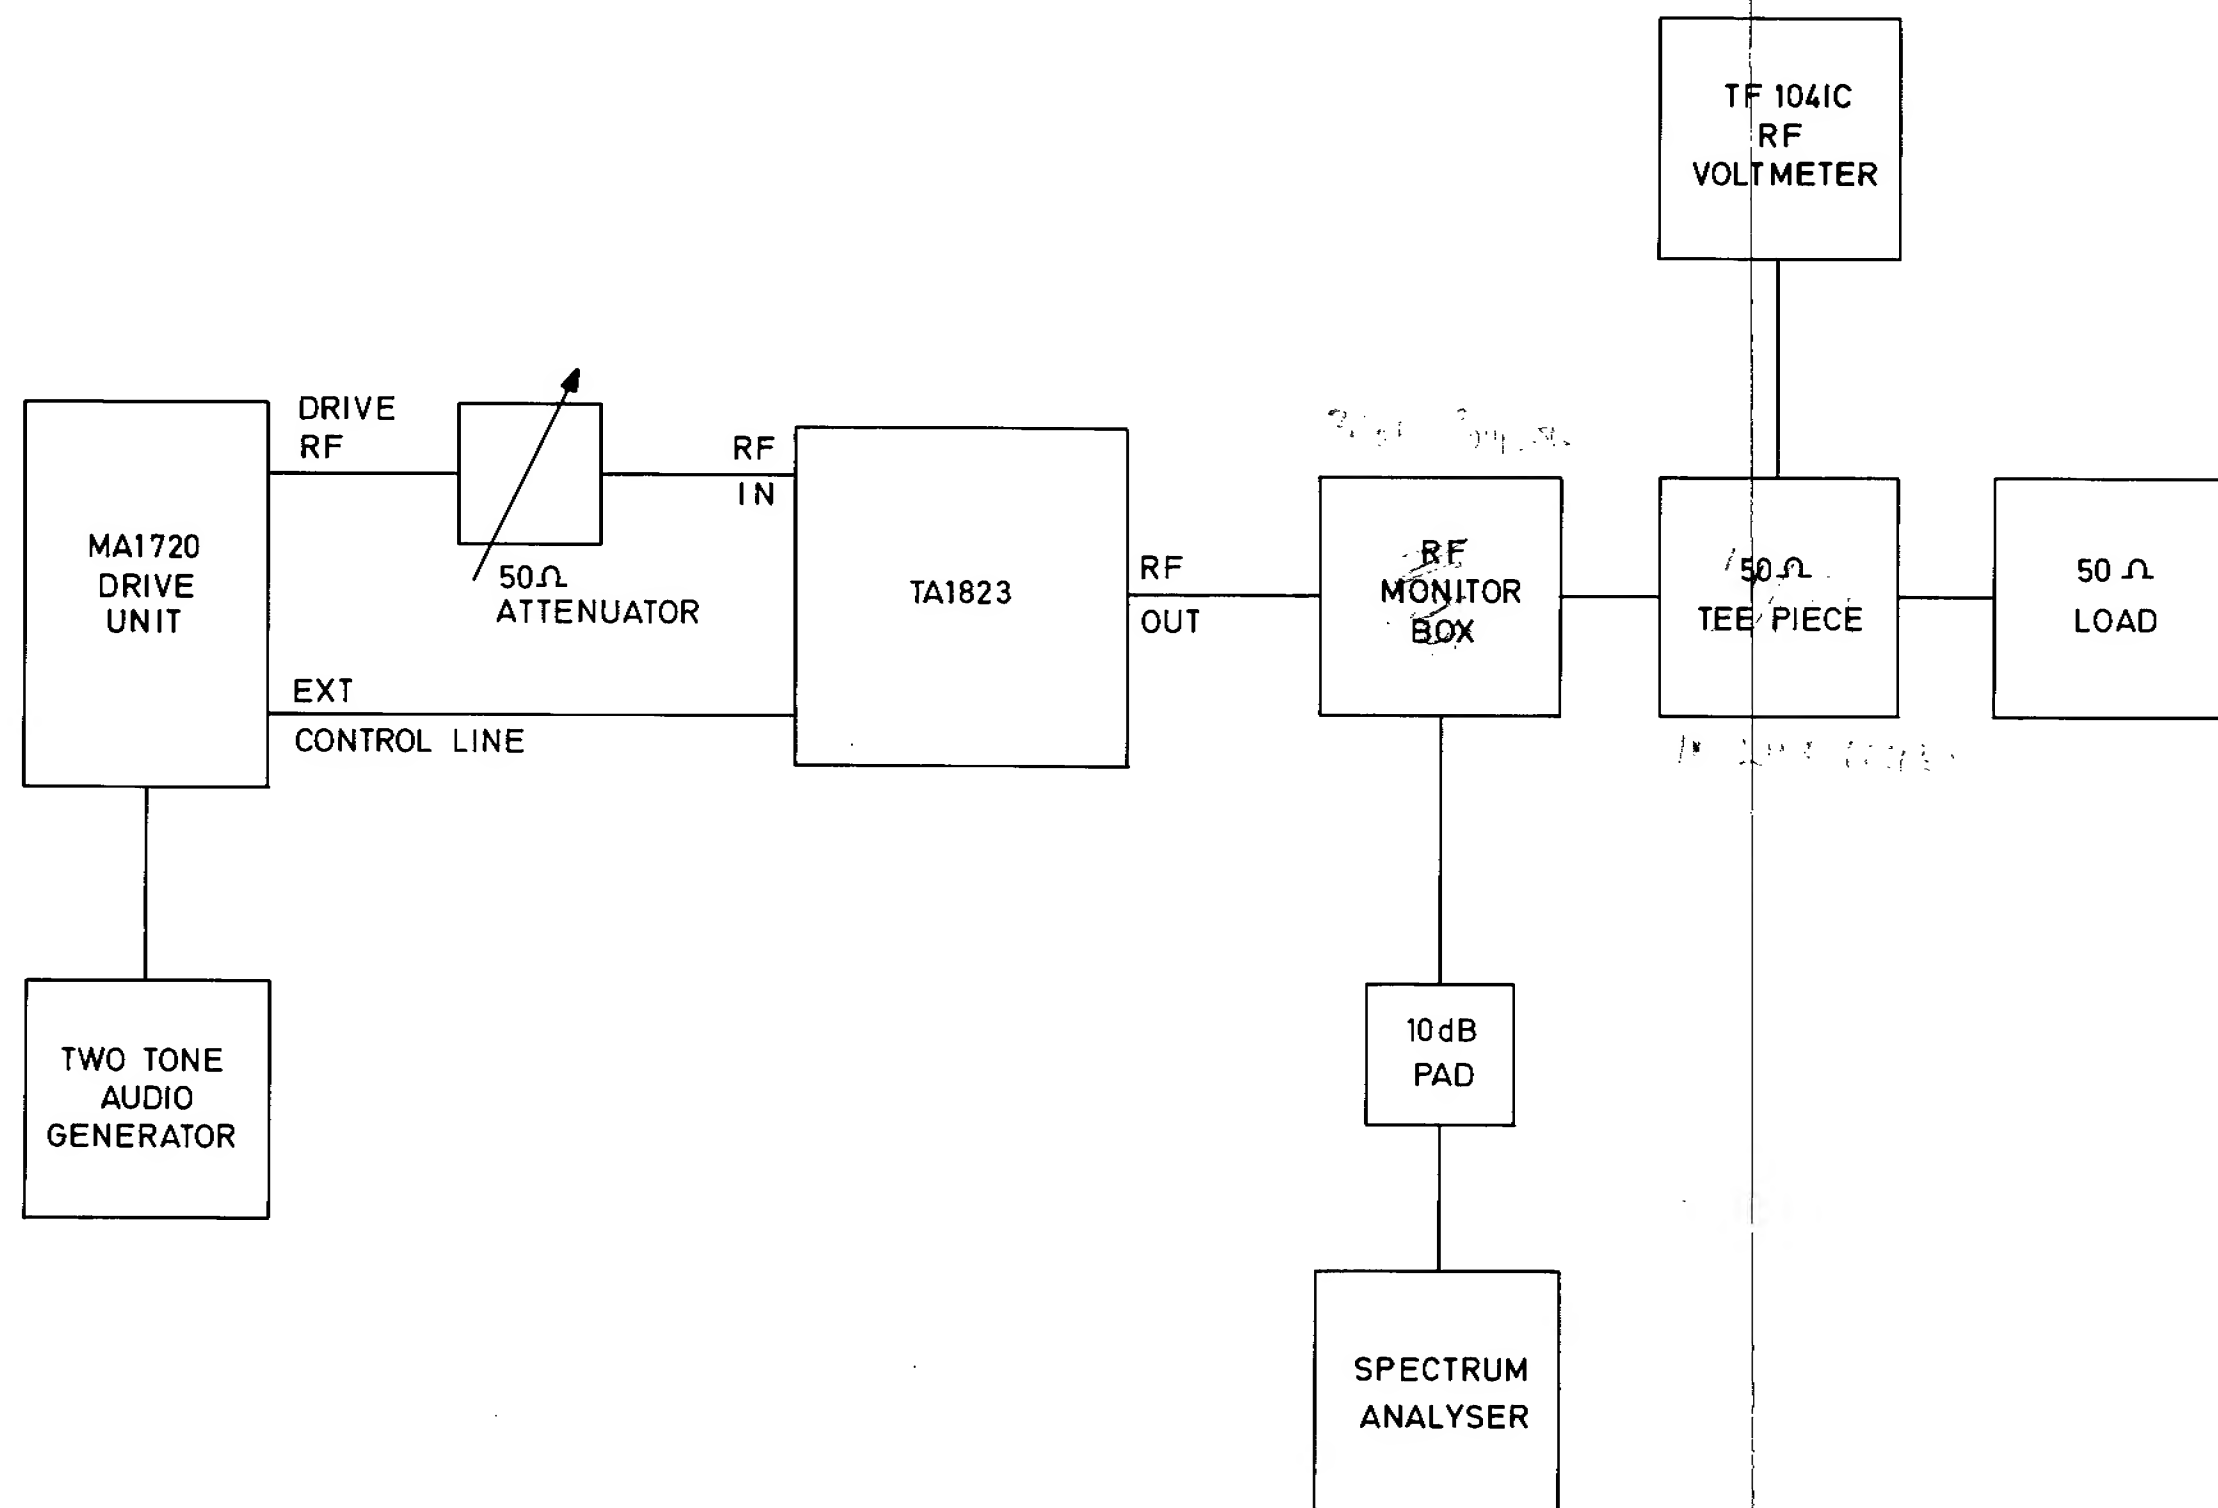 TF 1041C
RF
VOLTMETER
DRIVE
RF
RF
IN
MA1720
DRIVE
UNIT
50Ω
ATTENUATOR
TA1823
RF
OUT
RF
MONITOR
BOX
50Ω
TEE PIECE
50Ω
LOAD
EXT
CONTROL LINE
TWO TONE
AUDIO
GENERATOR
10dB
PAD
SPECTRUM
ANALYSER